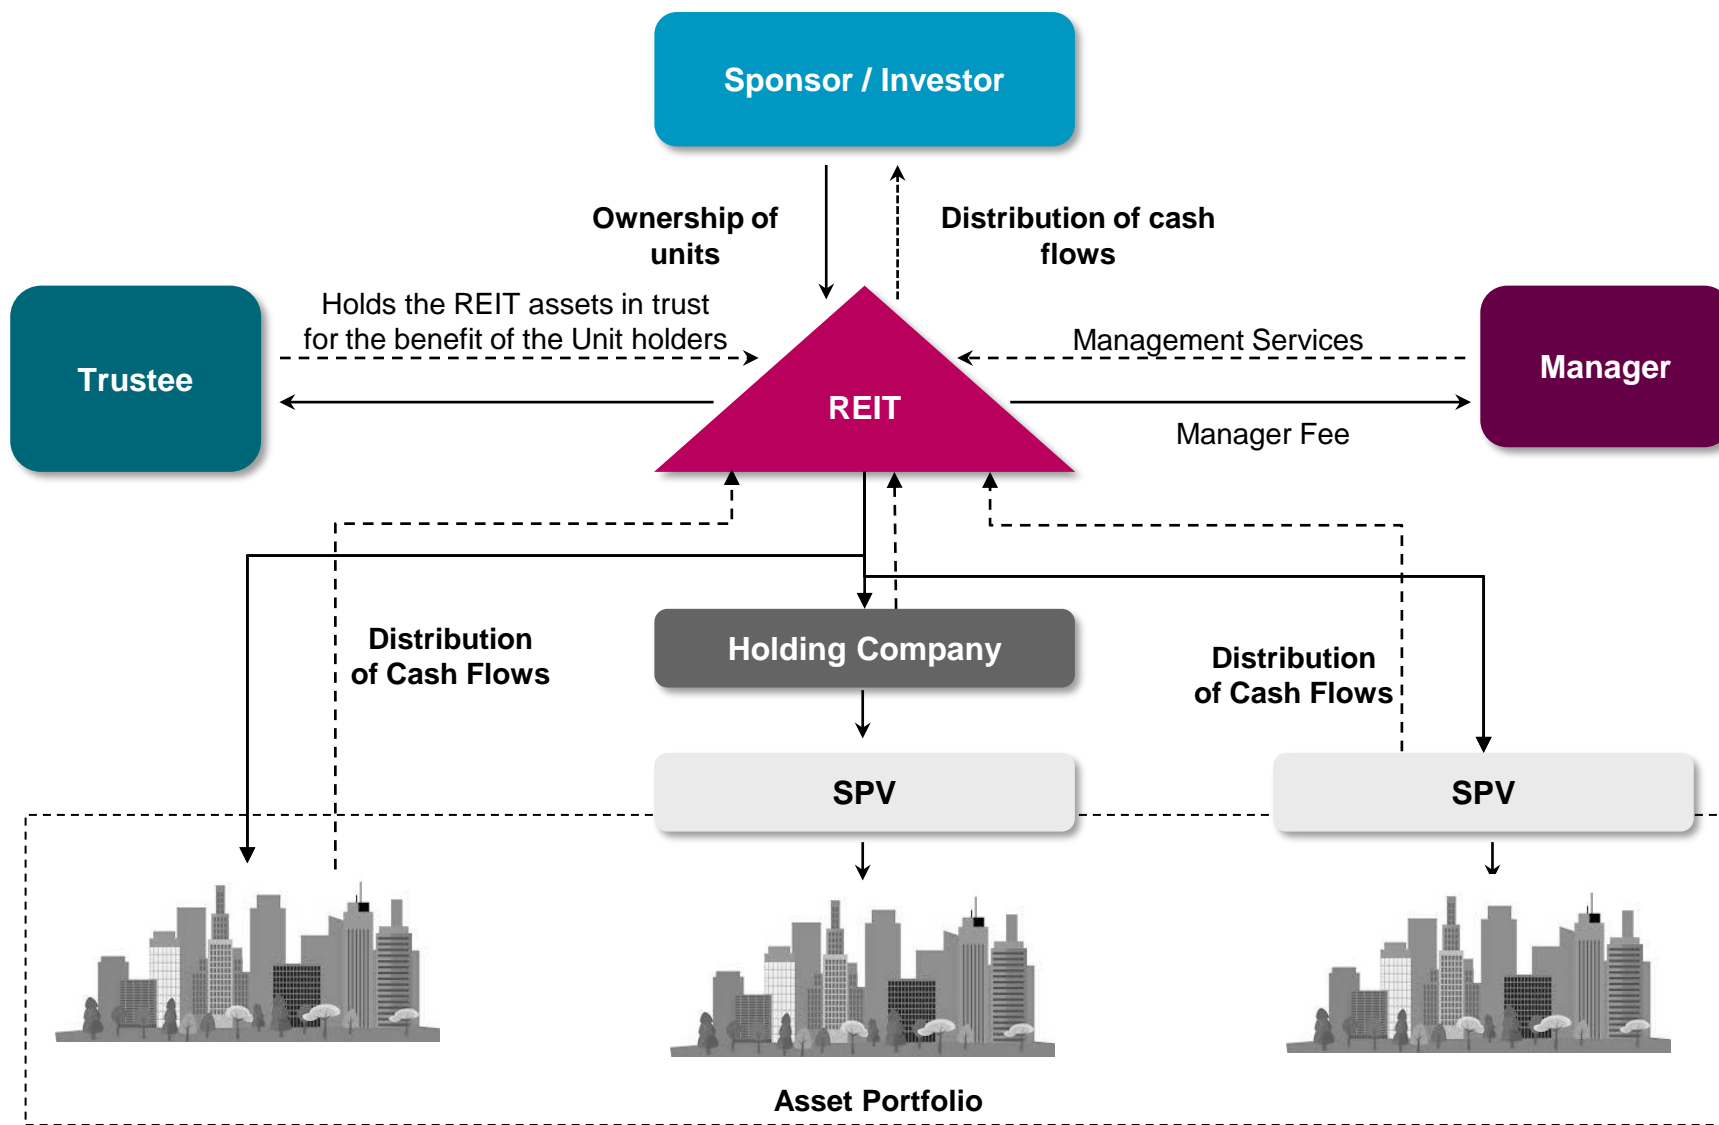 Sponsor / Investor
Ownership of
units
Distribution of cash
flows
Trustee
Holds the REIT assets in trust
for the benefit of the Unit holders
REIT
Management Services
Manager Fee
Manager
Distribution
of Cash Flows
Holding Company
Distribution
of Cash Flows
SPV
SPV
Asset Portfolio